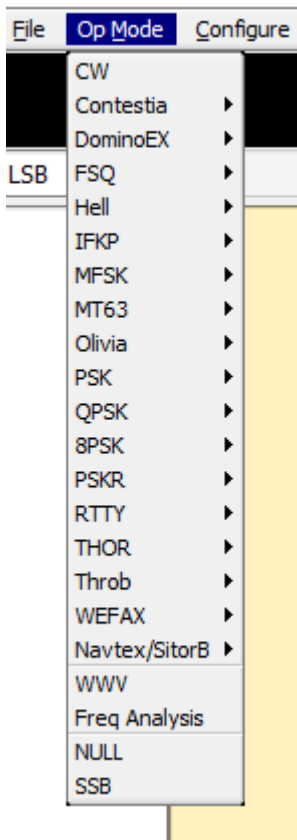 File Op Mode Configure
CW
Contestia
DominoEX
LSB FSQ
Hell
IFKP
MFSK
MT63
Olivia
PSK
QPSK
8PSK
PSKR
RTTY
THOR
Throb
WEFAX
Navtex/SitorB
WWV
Freq Analysis
NULL
SSB